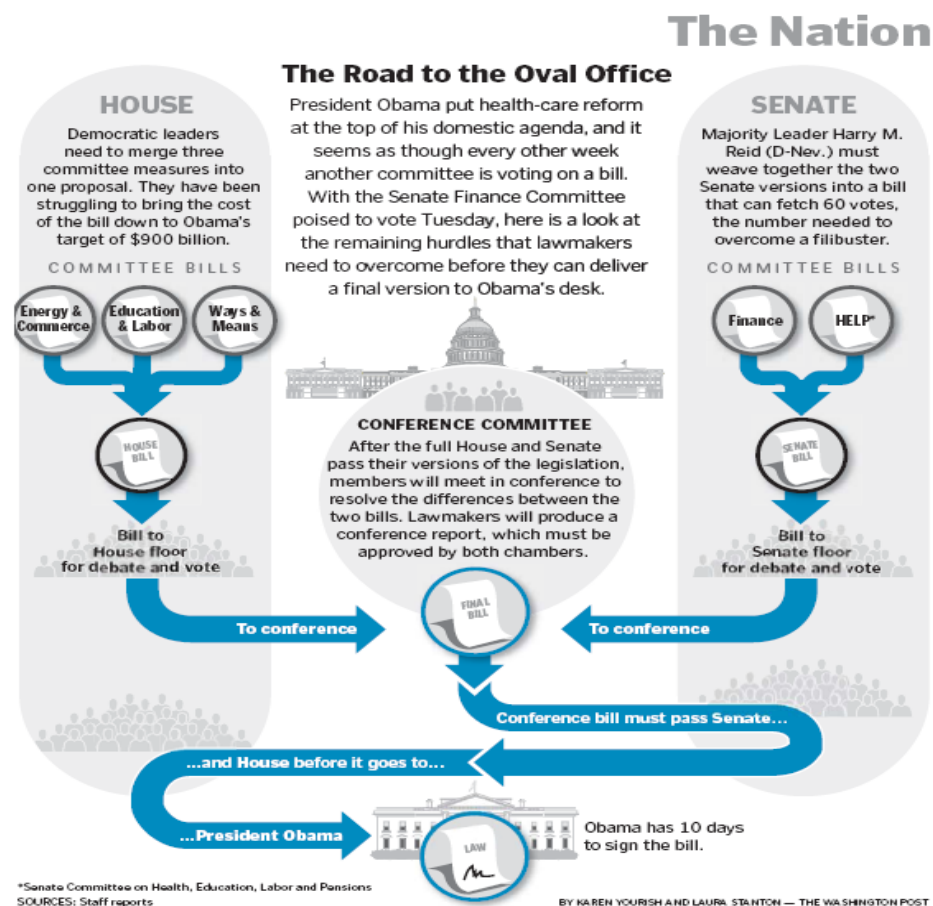 The Nation
The Road to the Oval Office
President Obama put health-care reform
at the top of his domestic agenda, and it
seems as though every other week
another committee is voting on a bill.
With the Senate Finance Committee
poised to vote Tuesday, here is a look at
the remaining hurdles that lawmakers
need to overcome before they can deliver
a final version to Obama's desk.
HOUSE
Democratic leaders
need to merge three
committee measures into
one proposal. They have been
struggling to bring the cost
of the bill down to Obama's
target of $900 billion.
COMMITTEE BILLS
Energy &
Commerce
Education
& Labor
Ways &
Means
HOUSE
BILL
Bill to
House floor
for debate and vote
To conference
SENATE
Majority Leader Harry M.
Reid (D-Nev.) must
weave together the two
Senate versions into a bill
that can fetch 60 votes,
the number needed to
overcome a filibuster.
COMMITTEE BILLS
Finance
HELP*
SENATE
BILL
Bill to
Senate floor
for debate and vote
To conference
CONFERENCE COMMITTEE
After the full House and Senate
pass their versions of the legislation,
members will meet in conference to
resolve the differences between the
two bills. Lawmakers will produce a
conference report, which must be
approved by both chambers.
FINAL
BILL
Conference bill must pass Senate...
...and House before it goes to...
...President Obama
LAW
Obama has 10 days
to sign the bill.
*Senate Committee on Health, Education, Labor and Pensions
SOURCES: Staff reports
BY KAREN YOURISH AND LAURA STANTON — THE WASHINGTON POST